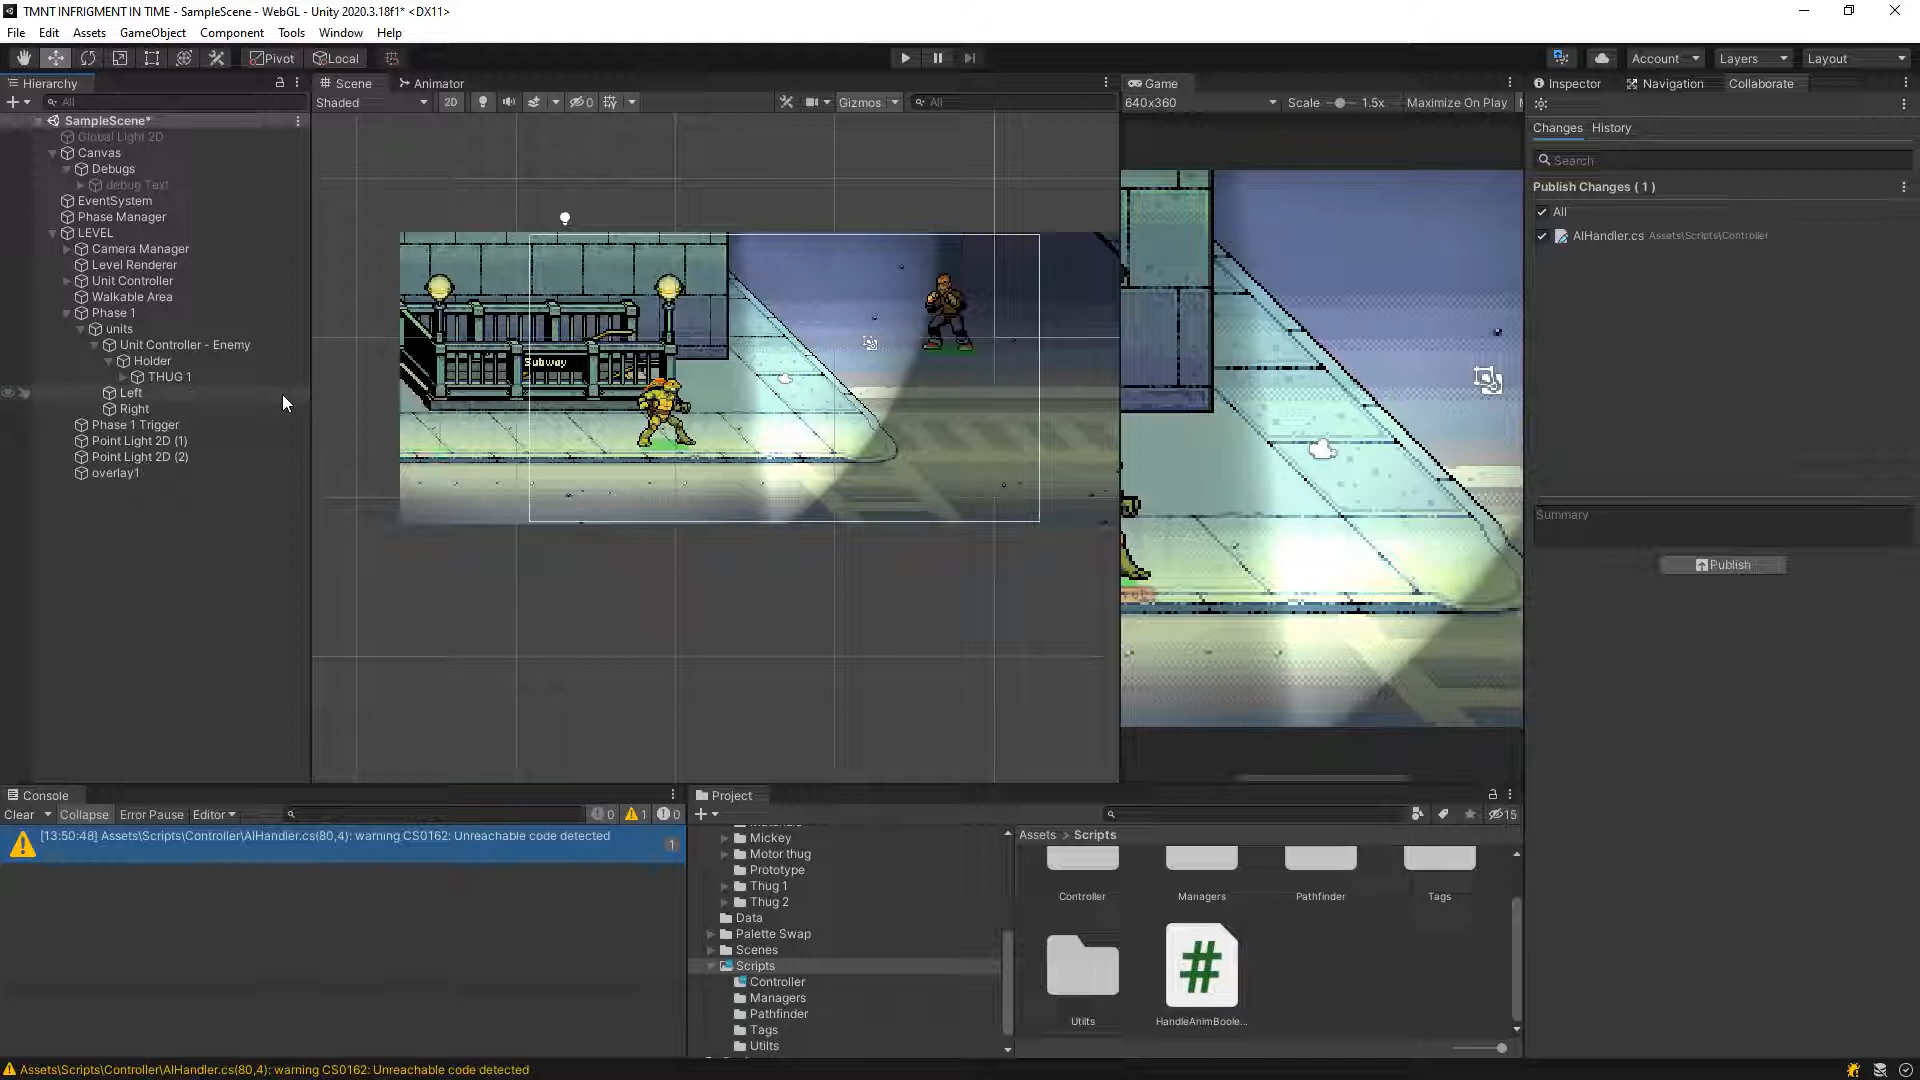 TMNT INFRIGMENT IN TIME - SampleScene - WebGL - Unity 2020.3.18f1* <DX11>
File Edit Assets GameObject Component Tools Window Help
Pivot Local Account Layers Layout
Hierarchy Scene Animator Game Inspector Navigation Collaborate
All Shaded 2D 0 Gizmos All 640x360 Scale 1.5x Maximize On Play
SampleScene*
Global Light 2D
Canvas
Debugs
debug Text
EventSystem
Phase Manager
LEVEL
Camera Manager
Level Renderer
Unit Controller
Walkable Area
Phase 1
units
Unit Controller - Enemy
Holder
THUG 1
Left
Right
Phase 1 Trigger
Point Light 2D (1)
Point Light 2D (2)
overlay1
Subway
Changes History
Search
Publish Changes ( 1 )
All
AIHandler.cs Assets\Scripts\Controller
Summary
Publish
Console
Clear Collapse Error Pause Editor 0 1 0
[13:50:48] Assets\Scripts\Controller\AIHandler.cs(80,4): warning CS0162: Unreachable code detected
1
Project
15
Mickey
Motor thug
Prototype
Thug 1
Thug 2
Data
Palette Swap
Scenes
Scripts
Controller
Managers
Pathfinder
Tags
Utilts
Assets > Scripts
Controller Managers Pathfinder Tags
Utilts HandleAnimBoole...
Assets\Scripts\Controller\AIHandler.cs(80,4): warning CS0162: Unreachable code detected